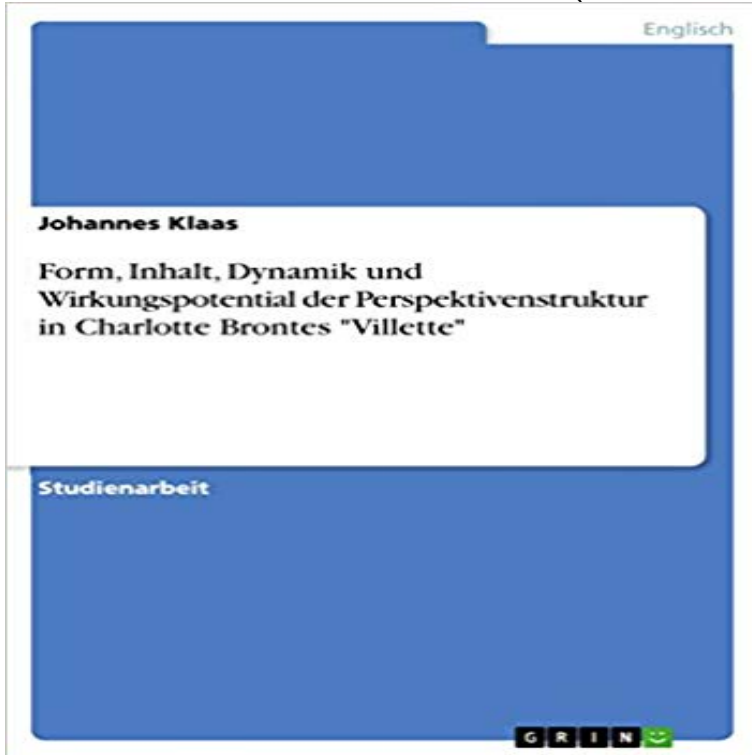 Englisch
Johannes Klaas
Form, Inhalt, Dynamik und
Wirkungspotential der Perspektivenstruktur
in Charlotte Brontes "Villette"
Studienarbeit
GRIN